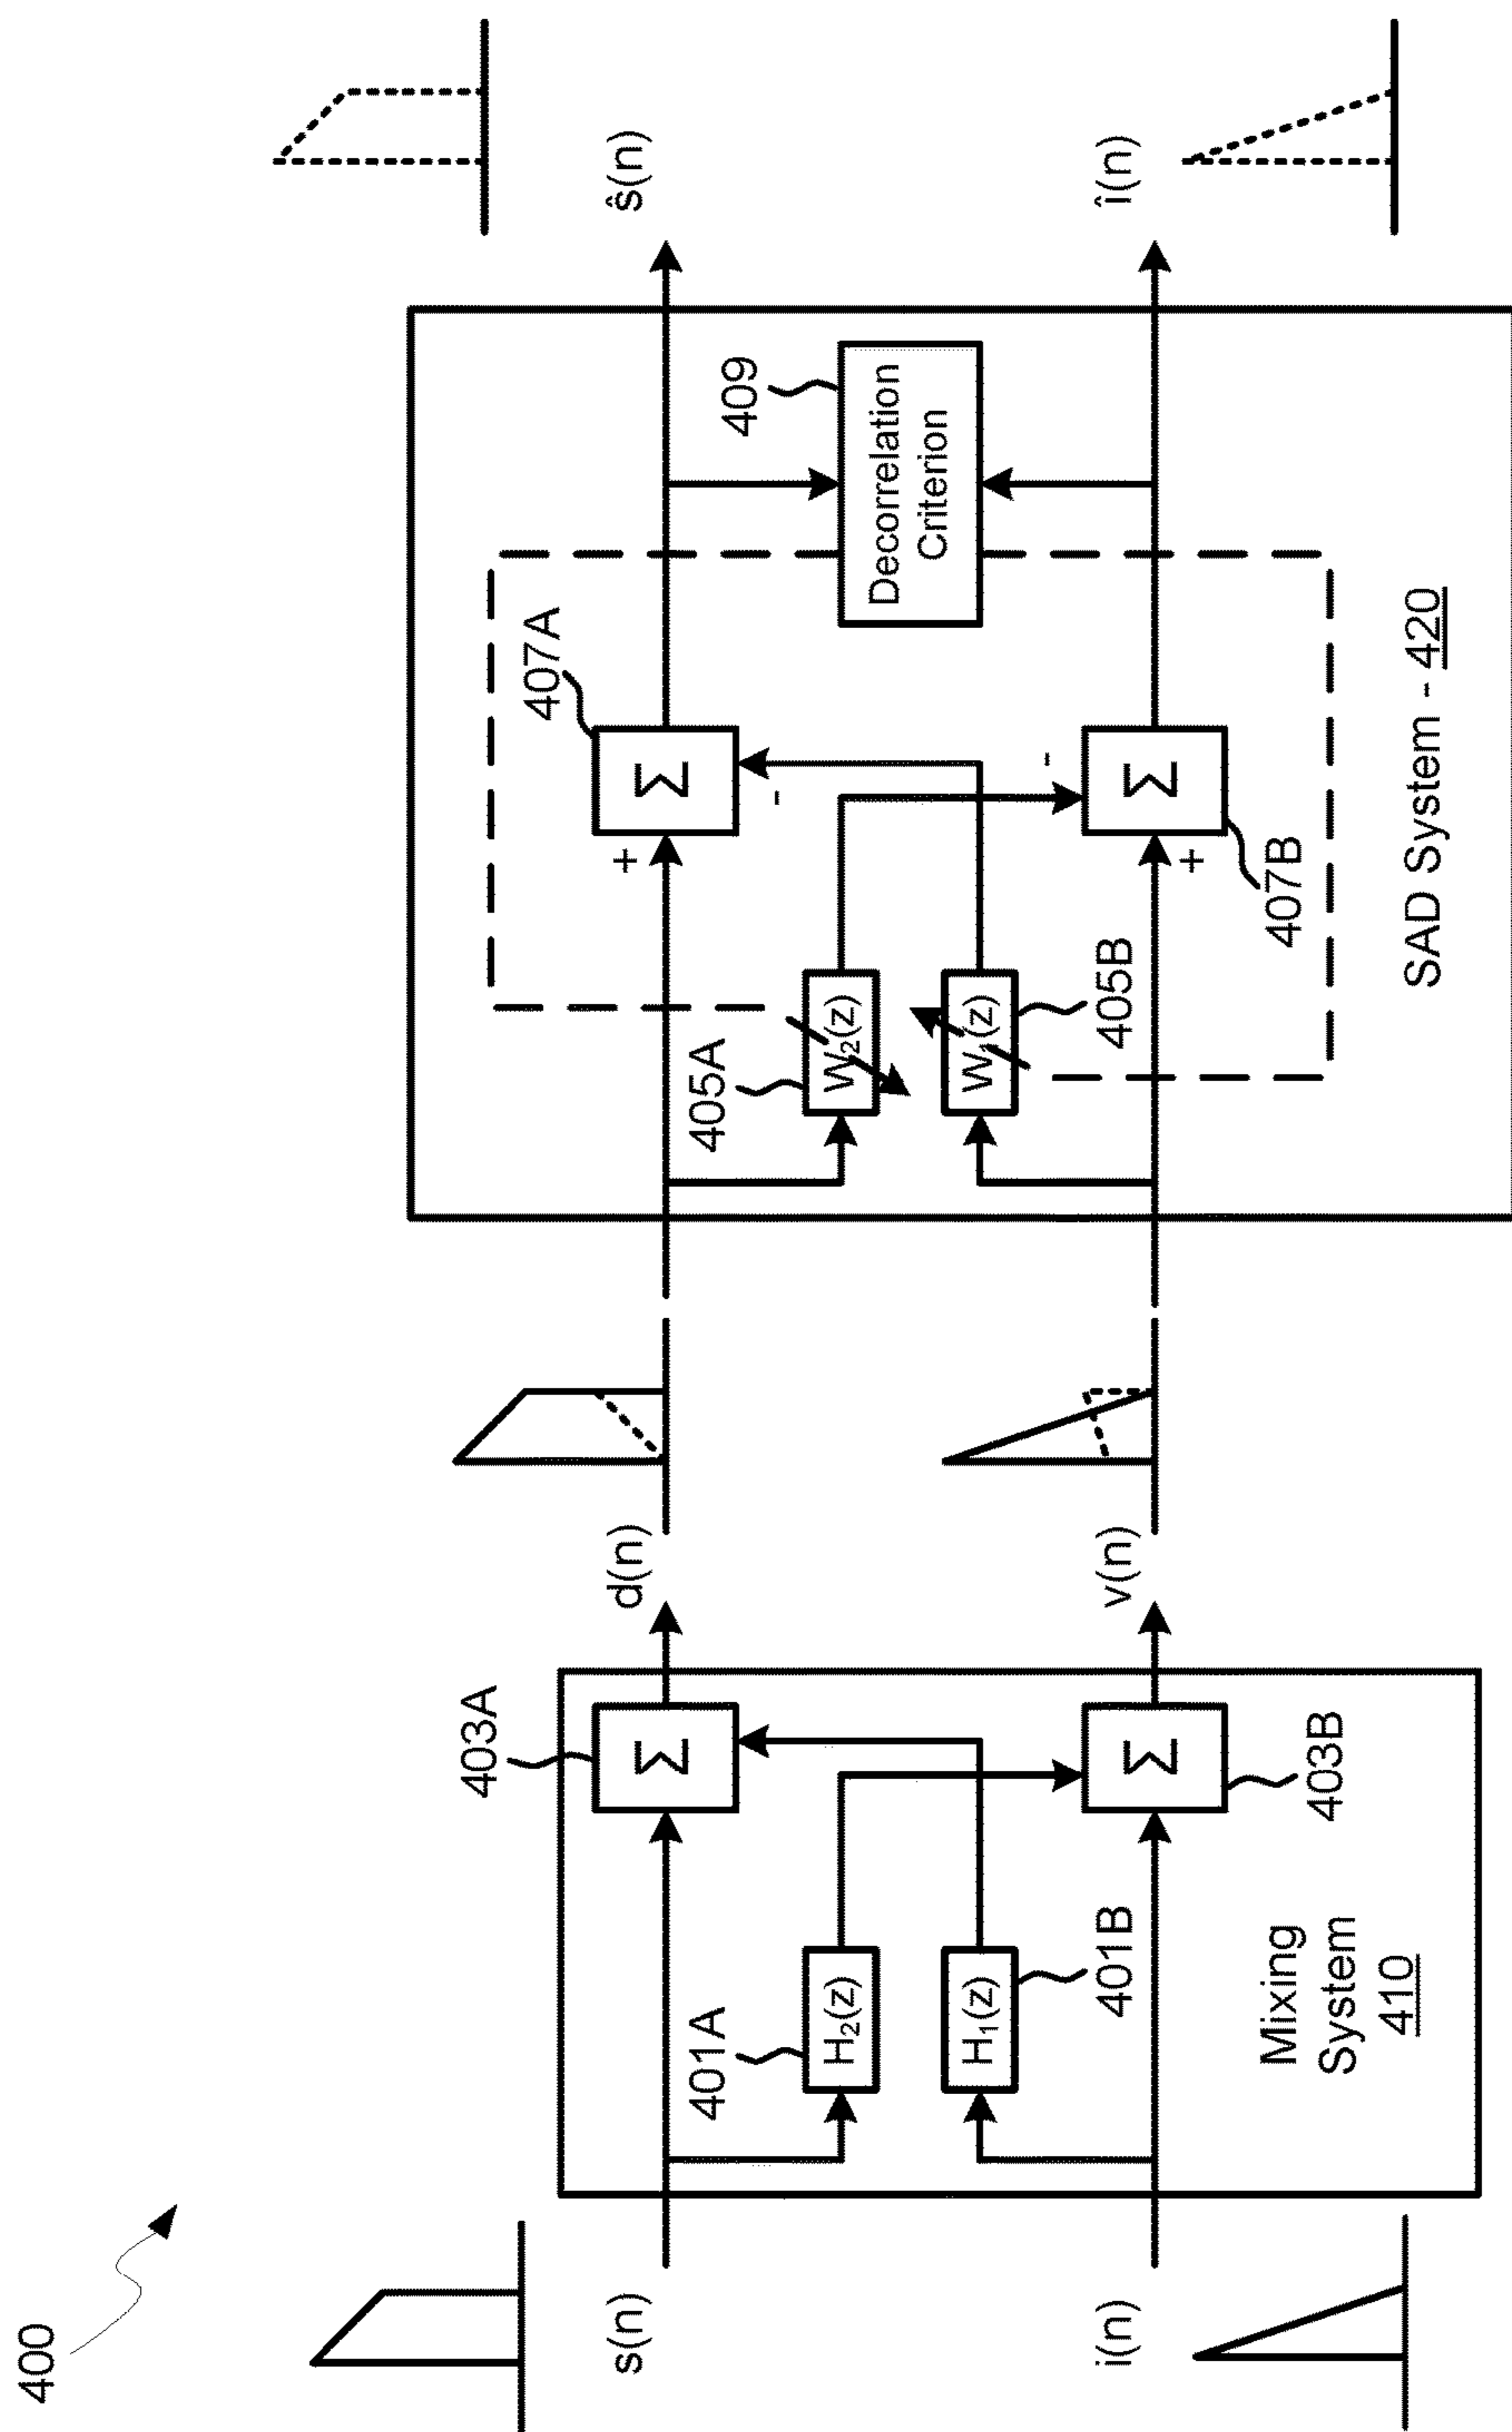 400
s(n)
i(n)
401A
H₂(z)
H₁(z)
401B
403A
Σ
Σ
403B
Mixing
System
410
d(n)
v(n)
405A
W₂(z)
W₁(z)
405B
407A
+
Σ
-
-
Σ
+
407B
409
Decorrelation
Criterion
SAD System - 420
ŝ(n)
î(n)